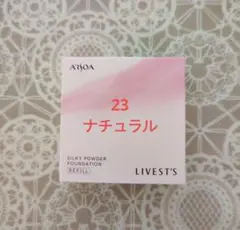 ARSOA
23
ナチュラル
SILKY POWDER
FOUNDATION
REFILL
LIVEST'S